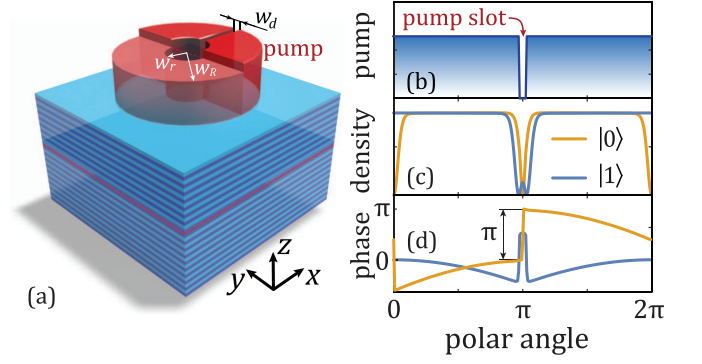 w_d
pump
w_r
w_R
z
y
x
(a)
pump slot
pump
(b)
density
|0⟩
|1⟩
(c)
phase
π
0
π
(d)
0
π
2π
polar angle